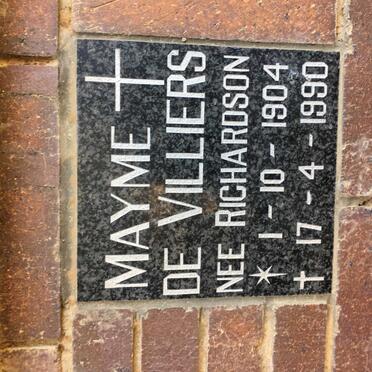 MAYME
DE VILLIERS
NEE RICHARDSON
* 1-10-1904
† 17-4-1990